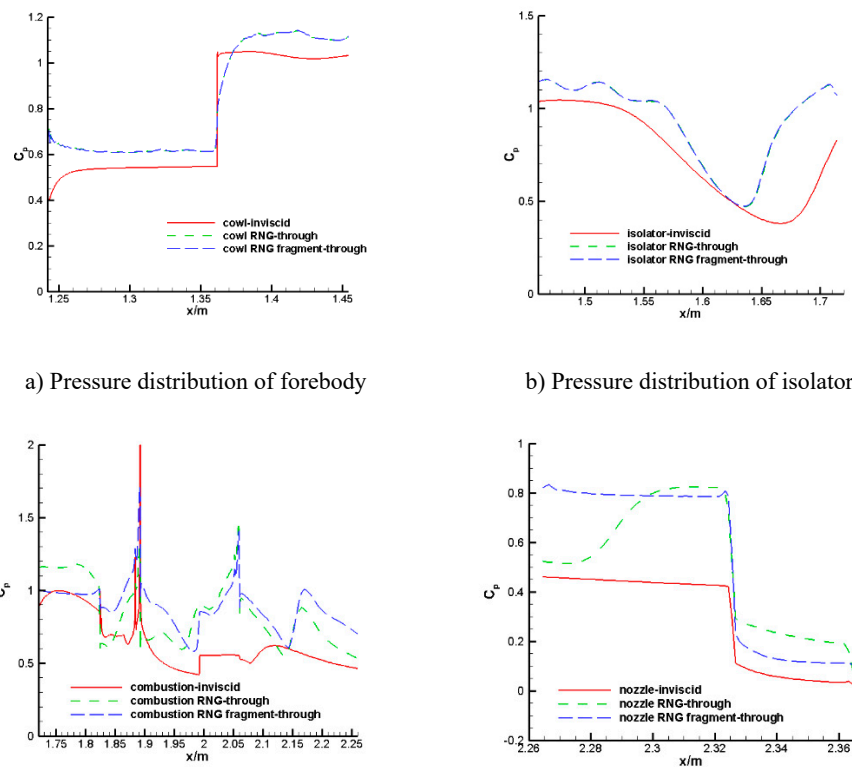 1.2
1
0.8
0.6
0.4
0.2
0
Cp
cowl-inviscid
cowl RNG-through
cowl RNG fragment-through
1.25 1.3 1.35 1.4 1.45
x/m
a) Pressure distribution of forebody
1.5
1
0.5
0
Cp
isolator-inviscid
isolator RNG-through
isolator RNG fragment-through
1.5 1.55 1.6 1.65 1.7
x/m
b) Pressure distribution of isolator
2
1.5
1
0.5
0
Cp
combustion-inviscid
combustion RNG-through
combustion RNG fragment-through
1.75 1.8 1.85 1.9 1.95 2 2.05 2.1 2.15 2.2 2.25
x/m
1
0.8
0.6
0.4
0.2
0
-0.2
Cp
nozzle-inviscid
nozzle RNG-through
nozzle RNG fragment-through
2.26 2.28 2.3 2.32 2.34 2.36
x/m